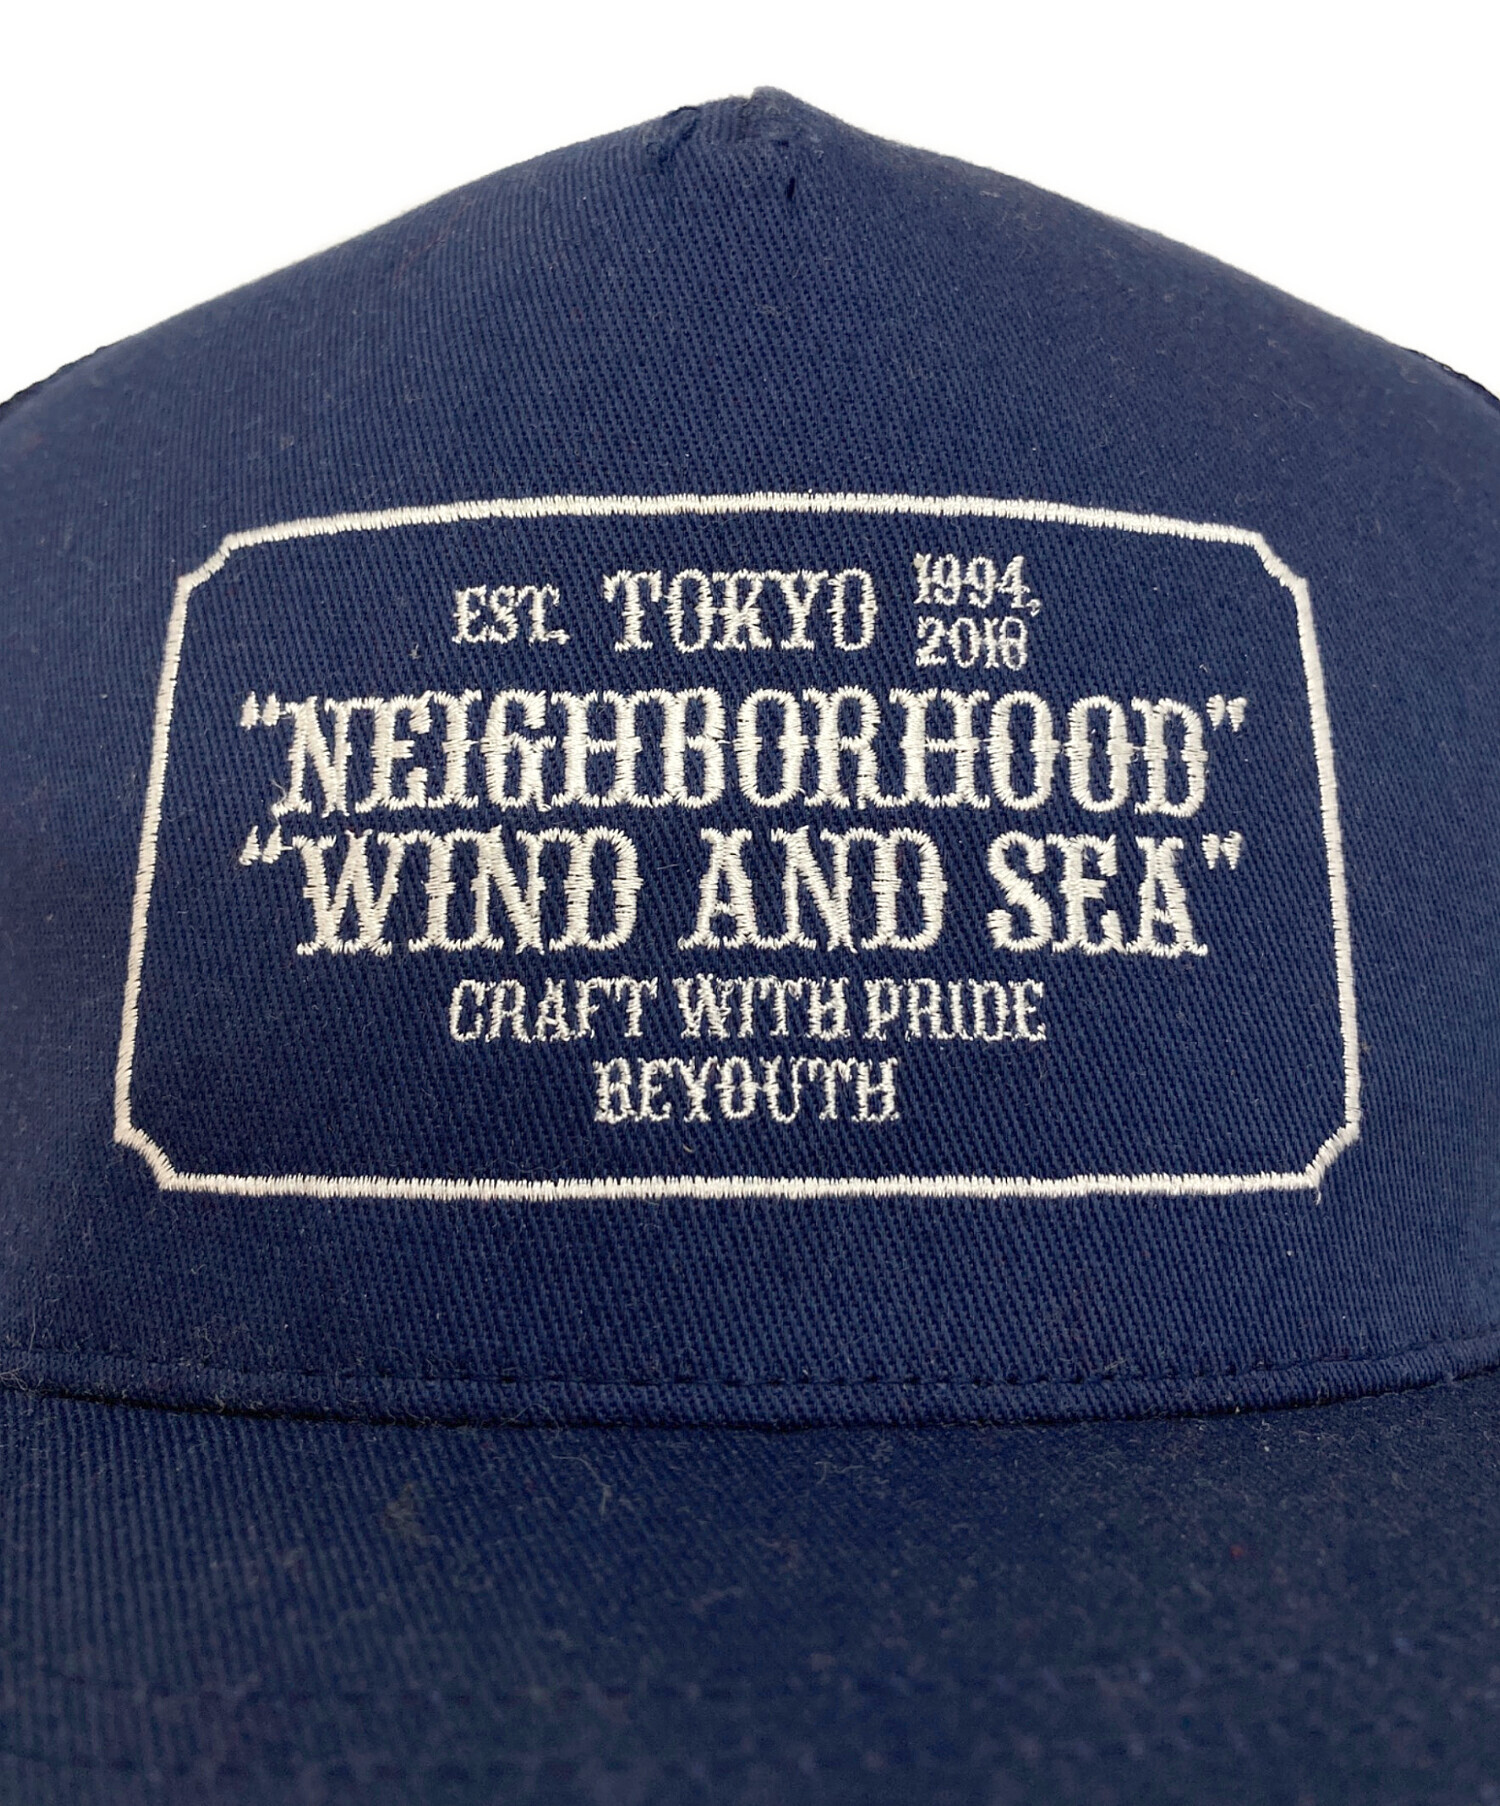 EST. TOKYO 1994, 2018
"NEIGHBORHOOD"
"WIND AND SEA"
CRAFT WITH PRIDE
BEYOUTH